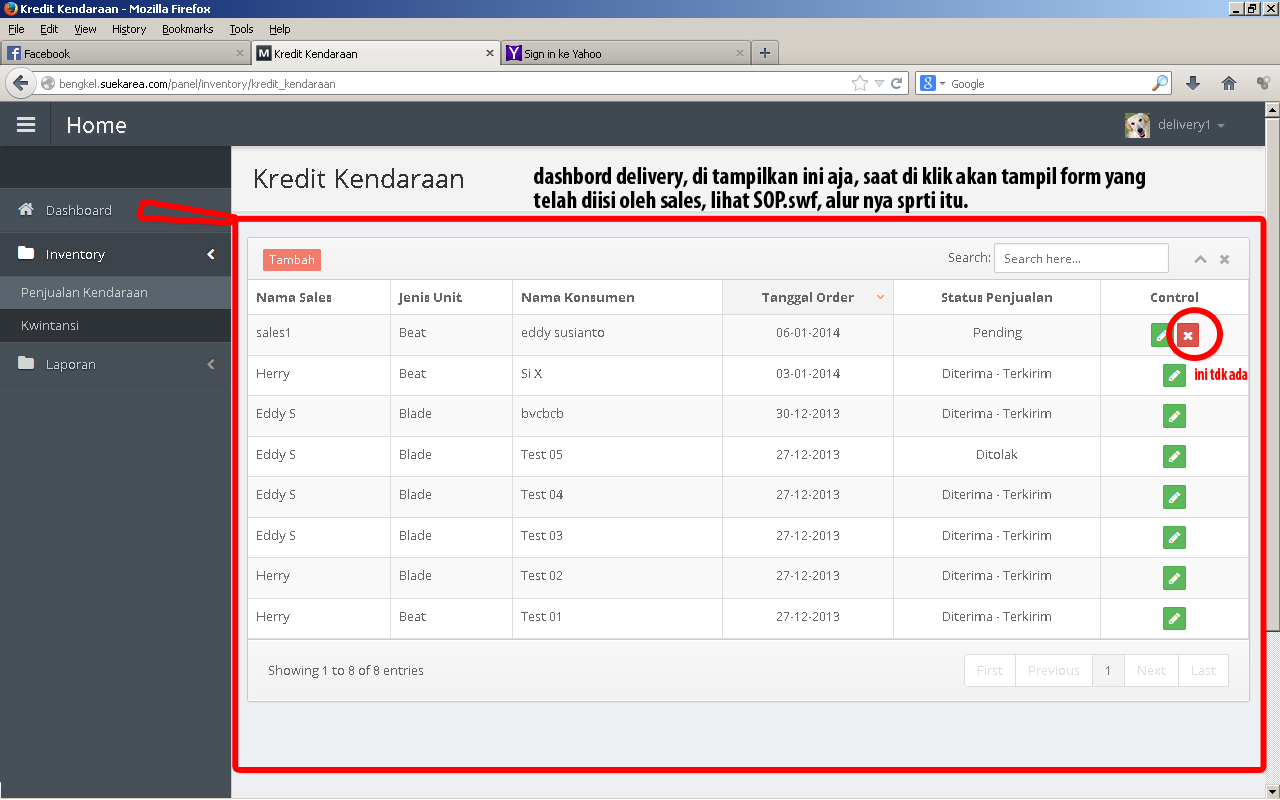 Kredit Kendaraan - Mozilla Firefox
File Edit View History Bookmarks Tools Help
Facebook Kredit Kendaraan Sign in ke Yahoo
bengkel.suekarea.com/panel/inventory/kredit_kendaraan Google
Home delivery1
Kredit Kendaraan
dashbord delivery, di tampilkan ini aja, saat di klik akan tampil form yang
telah diisi oleh sales, lihat SOP.swf, alur nya sprti itu.
Dashboard
Inventory
Penjualan Kendaraan
Kwintansi
Laporan
Tambah Search: Search here...
Nama Sales Jenis Unit Nama Konsumen Tanggal Order Status Penjualan Control
sales1 Beat eddy susianto 06-01-2014 Pending
Herry Beat Si X 03-01-2014 Diterima - Terkirim ini tdk ada
Eddy S Blade bvcbcb 30-12-2013 Diterima - Terkirim
Eddy S Blade Test 05 27-12-2013 Ditolak
Eddy S Blade Test 04 27-12-2013 Diterima - Terkirim
Eddy S Blade Test 03 27-12-2013 Diterima - Terkirim
Herry Blade Test 02 27-12-2013 Diterima - Terkirim
Herry Beat Test 01 27-12-2013 Diterima - Terkirim
Showing 1 to 8 of 8 entries First Previous 1 Next Last